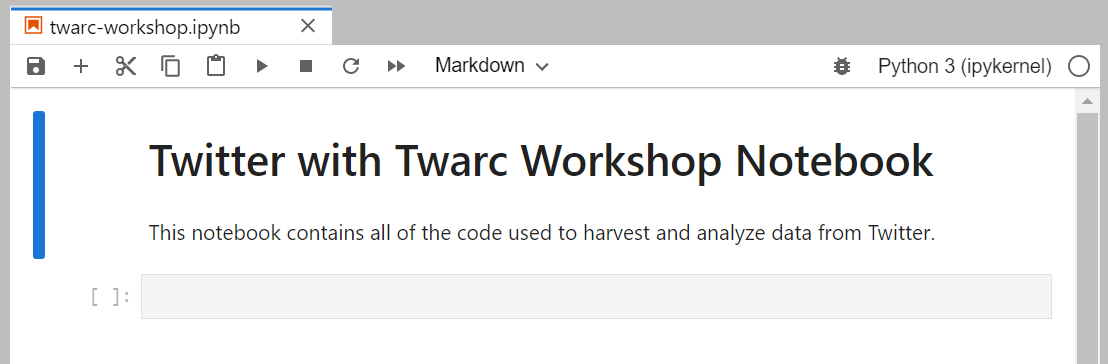 twarc-workshop.ipynb
Markdown Python 3 (ipykernel)
Twitter with Twarc Workshop Notebook
This notebook contains all of the code used to harvest and analyze data from Twitter.
[ ]: